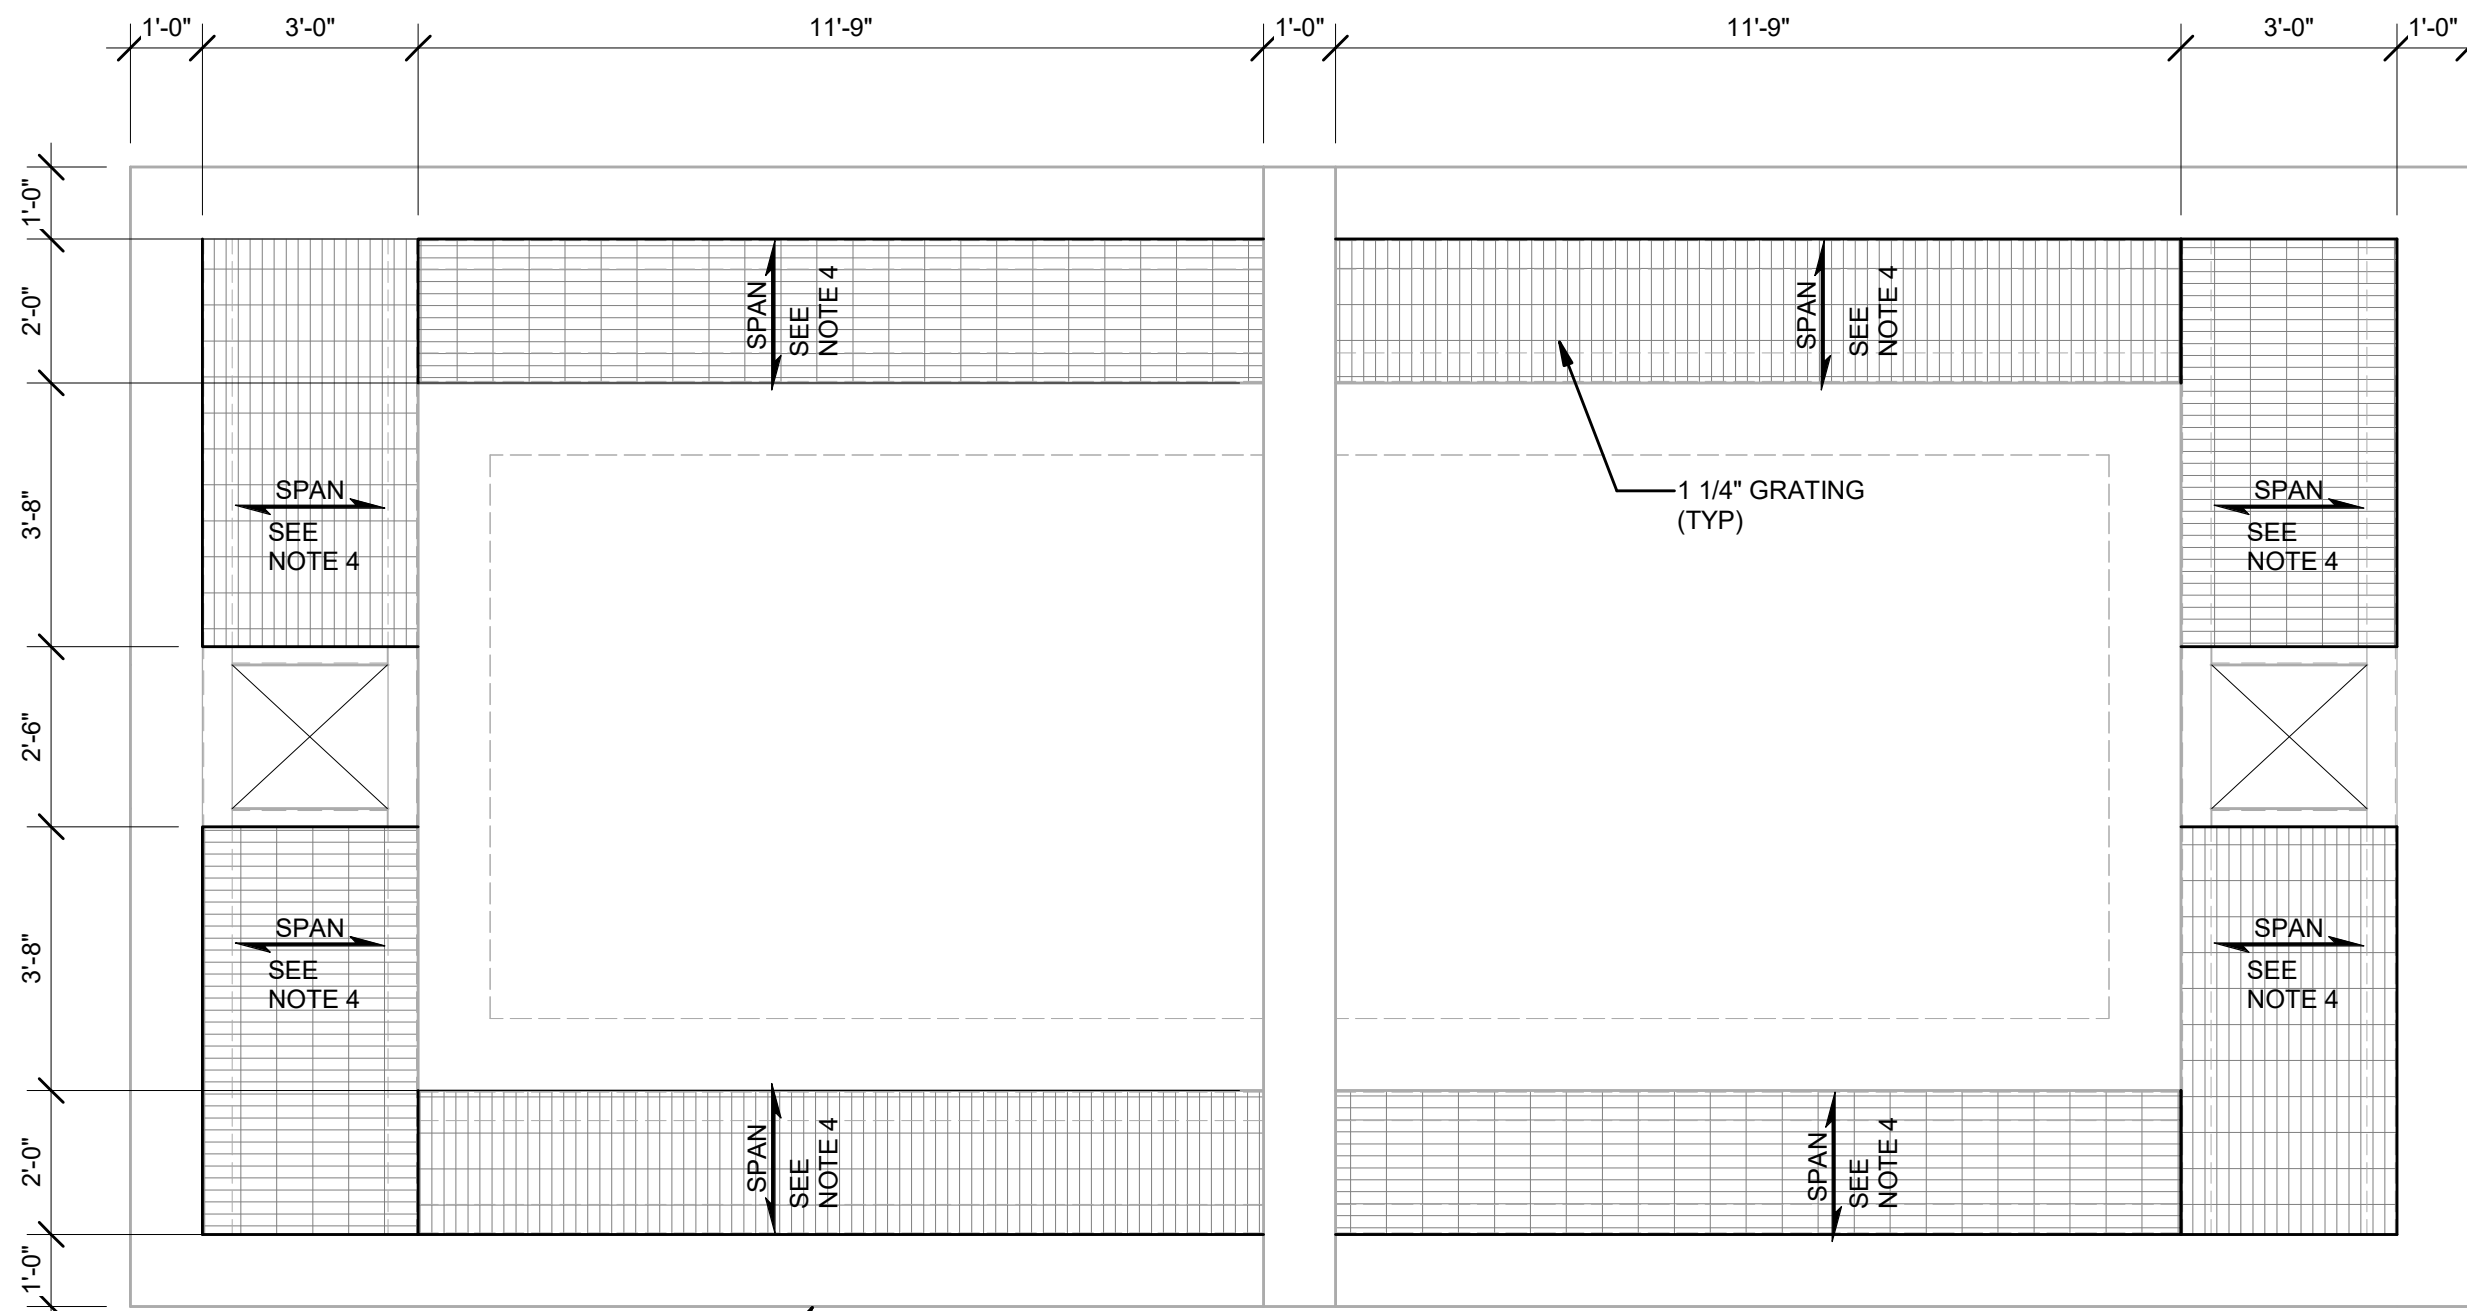 1'-0"
3'-0"
11'-9"
1'-0"
11'-9"
3'-0"
1'-0"
1'-0"
2'-0"
3'-8"
2'-6"
3'-8"
2'-0"
1'-0"
SPAN
SEE
NOTE 4
SPAN
SEE
NOTE 4
SPAN
SEE
NOTE 4
1 1/4" GRATING
(TYP)
SPAN
SEE
NOTE 4
SPAN
SEE
NOTE 4
SPAN
SEE
NOTE 4
SPAN
SEE
NOTE 4
SPAN
SEE
NOTE 4